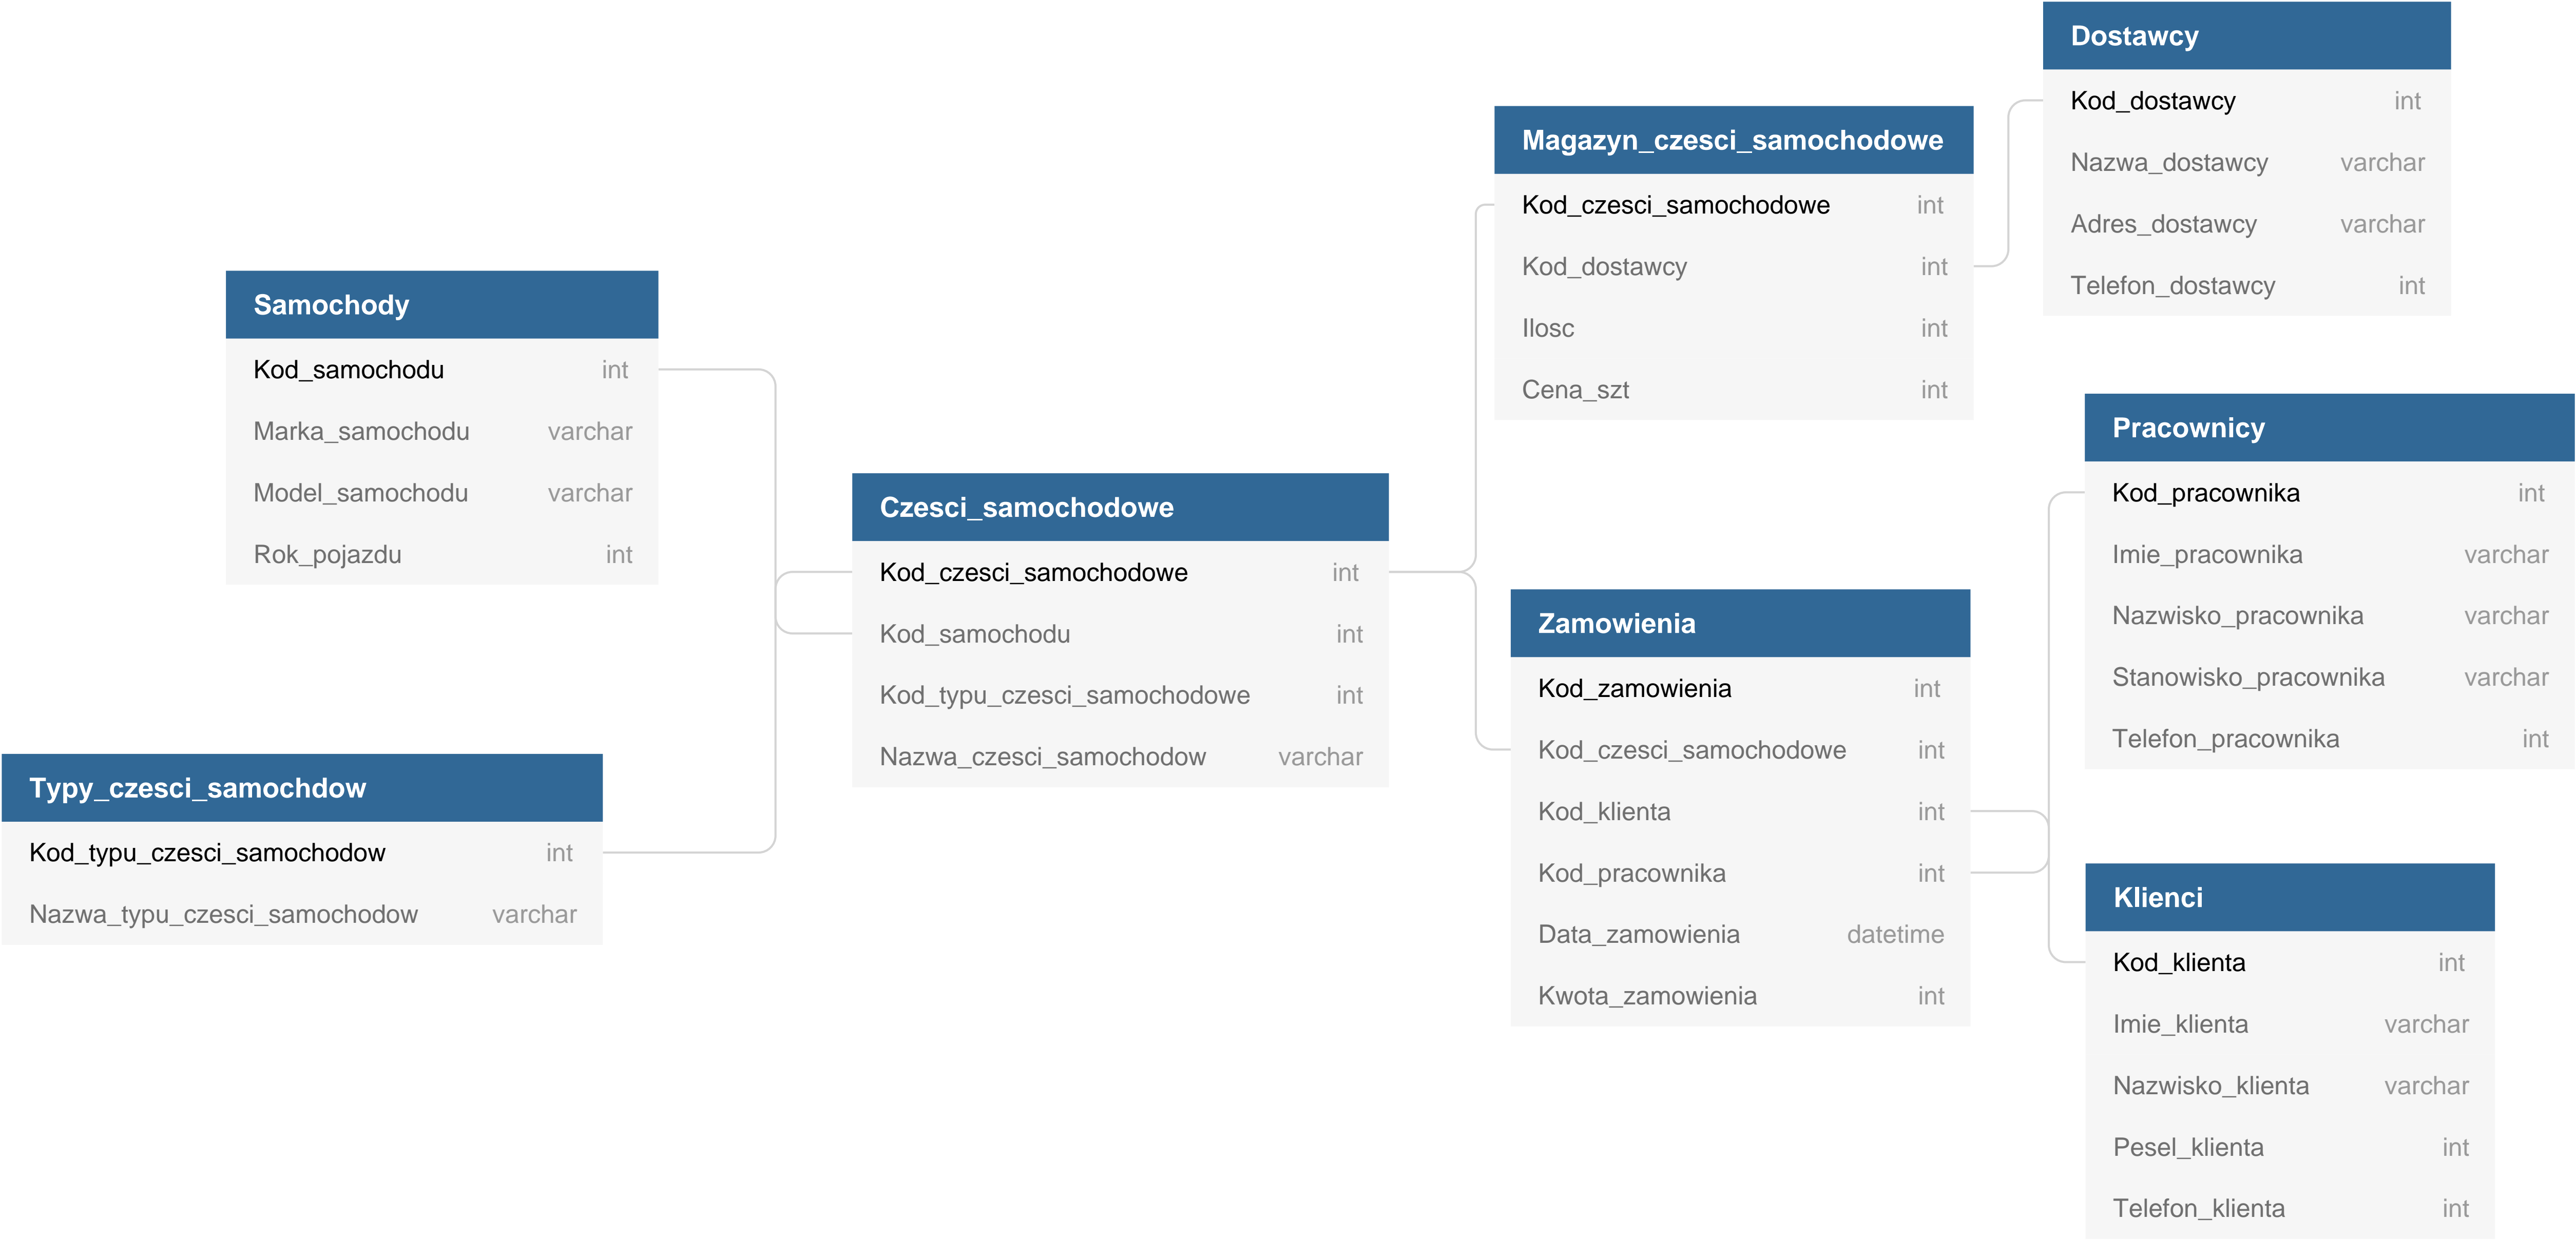 Samochody
Kod_samochodu int
Marka_samochodu varchar
Model_samochodu varchar
Rok_pojazdu int
Typy_czesci_samochdow
Kod_typu_czesci_samochodow int
Nazwa_typu_czesci_samochodow varchar
Czesci_samochodowe
Kod_czesci_samochodowe int
Kod_samochodu int
Kod_typu_czesci_samochodowe int
Nazwa_czesci_samochodow varchar
Magazyn_czesci_samochodowe
Kod_czesci_samochodowe int
Kod_dostawcy int
Ilosc int
Cena_szt int
Zamowienia
Kod_zamowienia int
Kod_czesci_samochodowe int
Kod_klienta int
Kod_pracownika int
Data_zamowienia datetime
Kwota_zamowienia int
Dostawcy
Kod_dostawcy int
Nazwa_dostawcy varchar
Adres_dostawcy varchar
Telefon_dostawcy int
Pracownicy
Kod_pracownika int
Imie_pracownika varchar
Nazwisko_pracownika varchar
Stanowisko_pracownika varchar
Telefon_pracownika int
Klienci
Kod_klienta int
Imie_klienta varchar
Nazwisko_klienta varchar
Pesel_klienta int
Telefon_klienta int